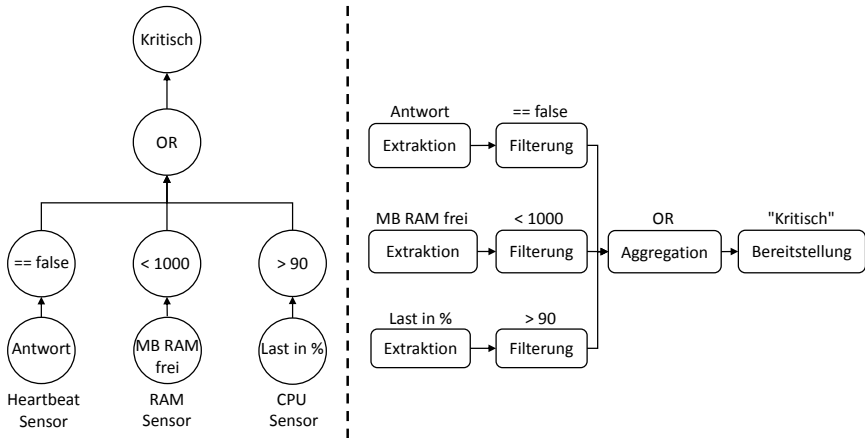 Kritisch
OR
== false
< 1000
> 90
Antwort
MB RAM
frei
Last in %
Heartbeat
Sensor
RAM
Sensor
CPU
Sensor
Antwort
== false
Extraktion
Filterung
MB RAM frei
< 1000
OR
"Kritisch"
Extraktion
Filterung
Aggregation
Bereitstellung
Last in %
> 90
Extraktion
Filterung